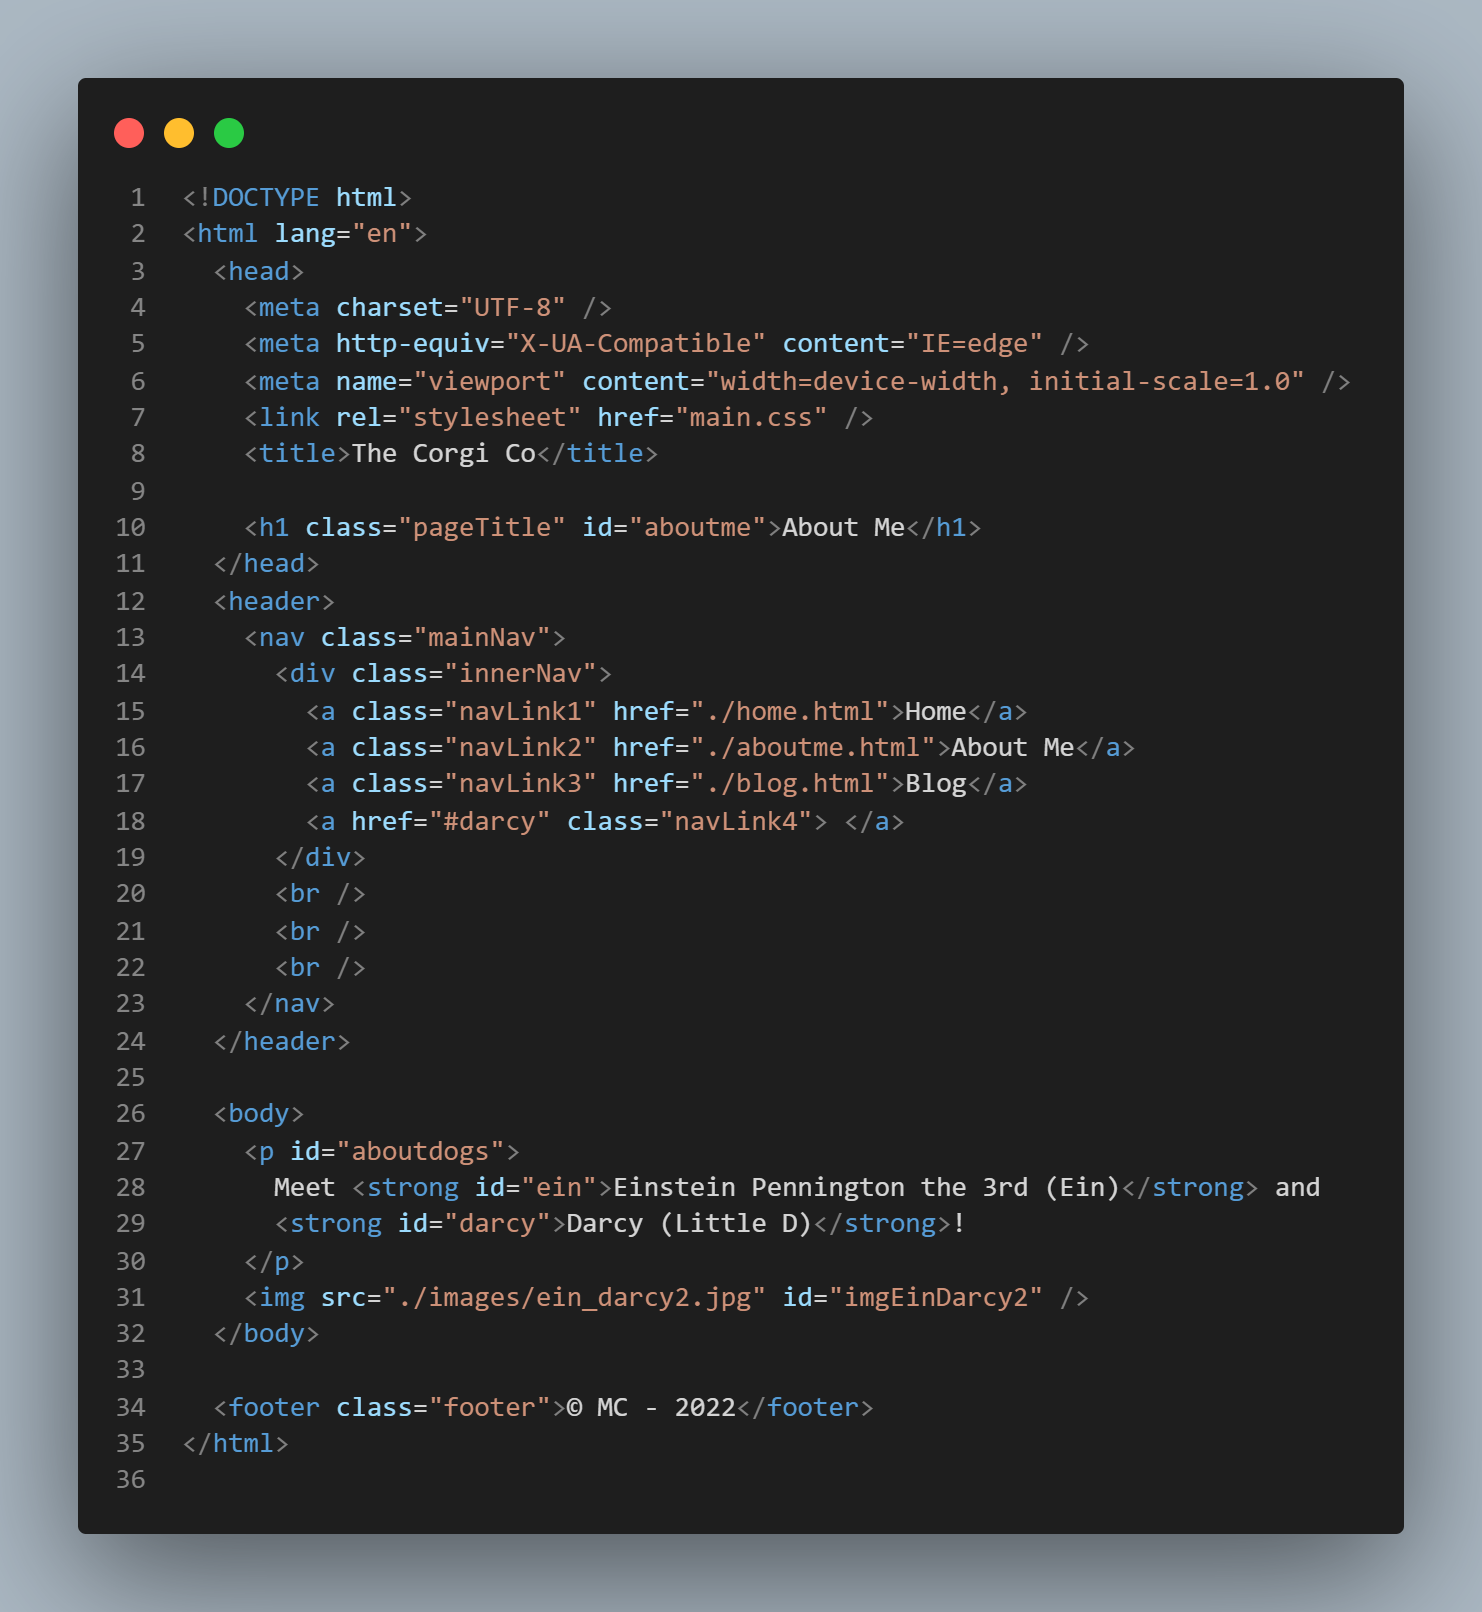 1 <!DOCTYPE html>
2 <html lang="en">
3   <head>
4     <meta charset="UTF-8" />
5     <meta http-equiv="X-UA-Compatible" content="IE=edge" />
6     <meta name="viewport" content="width=device-width, initial-scale=1.0" />
7     <link rel="stylesheet" href="main.css" />
8     <title>The Corgi Co</title>
9
10     <h1 class="pageTitle" id="aboutme">About Me</h1>
11   </head>
12   <header>
13     <nav class="mainNav">
14       <div class="innerNav">
15         <a class="navLink1" href="./home.html">Home</a>
16         <a class="navLink2" href="./aboutme.html">About Me</a>
17         <a class="navLink3" href="./blog.html">Blog</a>
18         <a href="#darcy" class="navLink4"> </a>
19       </div>
20       <br />
21       <br />
22       <br />
23     </nav>
24   </header>
25
26   <body>
27     <p id="aboutdogs">
28       Meet <strong id="ein">Einstein Pennington the 3rd (Ein)</strong> and
29       <strong id="darcy">Darcy (Little D)</strong>!
30     </p>
31     <img src="./images/ein_darcy2.jpg" id="imgEinDarcy2" />
32   </body>
33
34   <footer class="footer">© MC - 2022</footer>
35 </html>
36